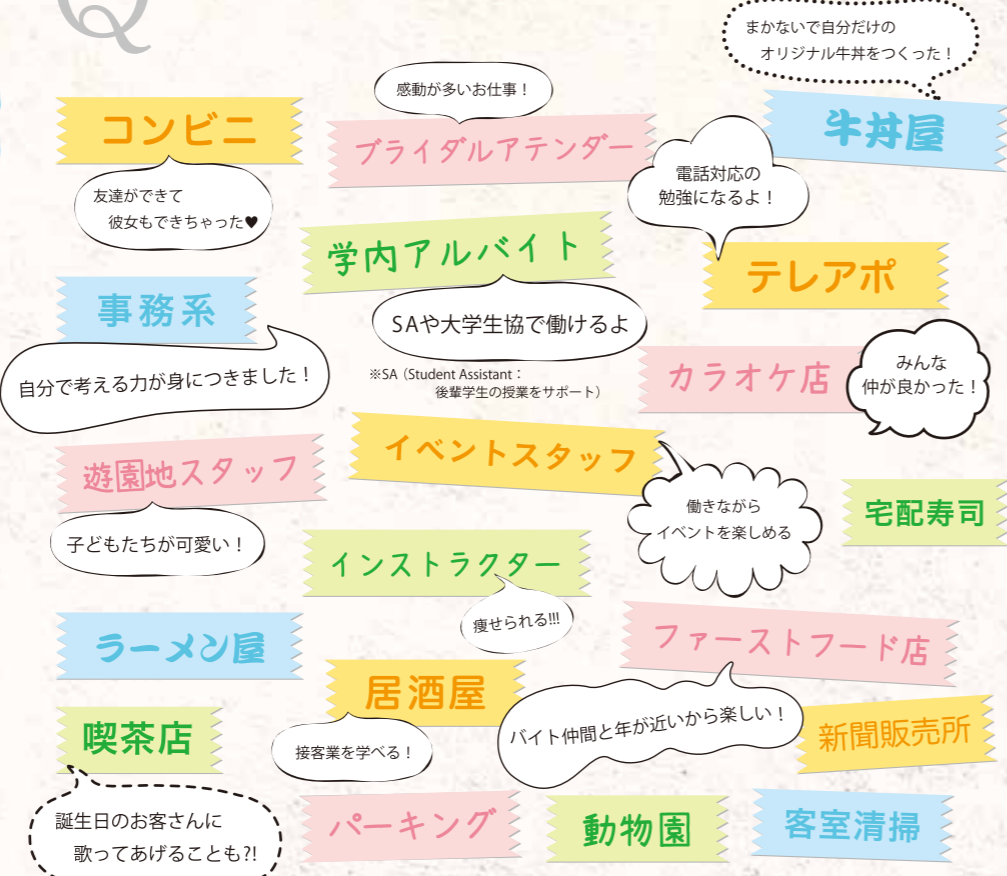 Q
まかないで自分だけの
オリジナル牛丼をつくった！
感動が多いお仕事！
コンビニ
ブライダルアテンダー
牛丼屋
友達ができて
彼女もできちゃった♥
電話対応の
勉強になるよ！
学内アルバイト
テレアポ
事務系
SAや大学生協で働けるよ
※SA（Student Assistant：
後輩学生の授業をサポート）
自分で考える力が身につきました！
カラオケ店
みんな
仲が良かった！
遊園地スタッフ
イベントスタッフ
働きながら
イベントを楽しめる
宅配寿司
子どもたちが可愛い！
インストラクター
痩せられる!!!
ラーメン屋
ファーストフード店
居酒屋
バイト仲間と年が近いから楽しい！
新聞販売所
喫茶店
接客業を学べる！
誕生日のお客さんに
歌ってあげることも?!
パーキング
動物園
客室清掃